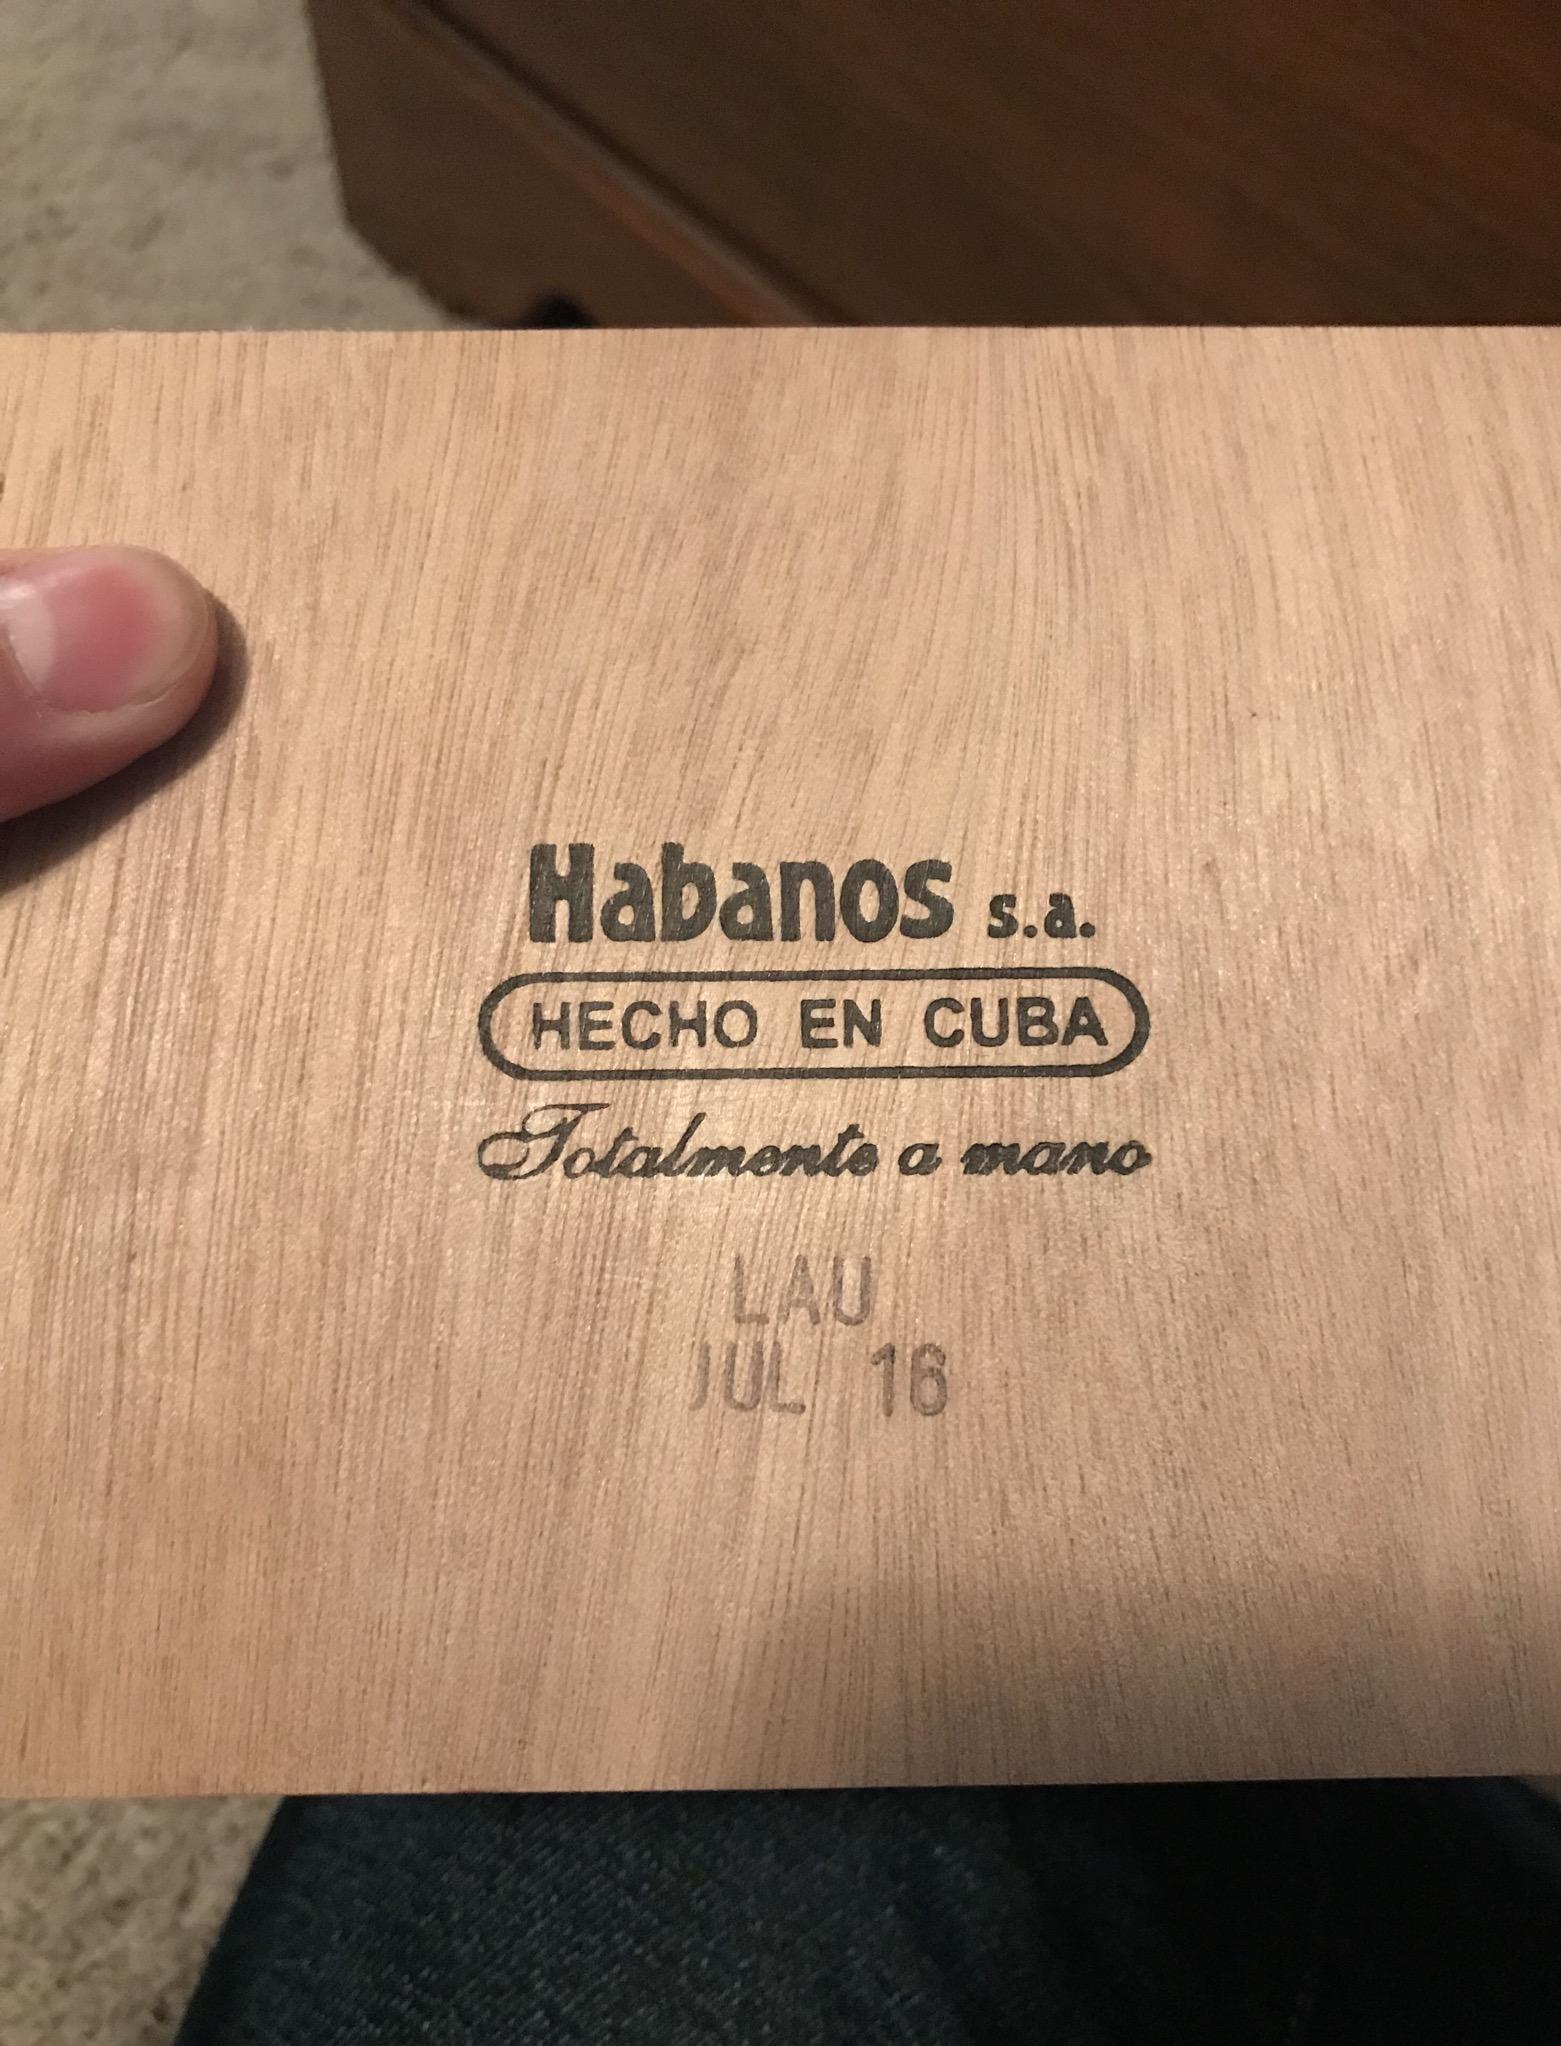 Habanos s.a.
HECHO EN CUBA
Totalmente a mano
LAU
JUL 16